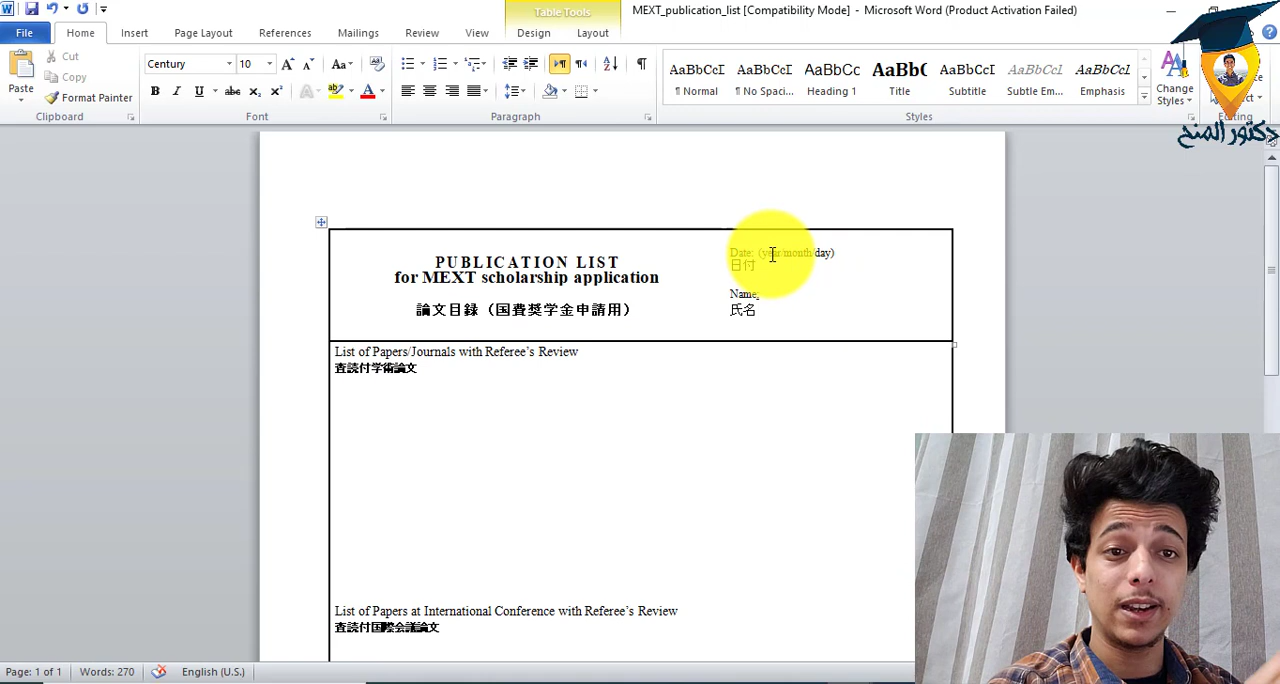 MEXT_publication_list [Compatibility Mode] - Microsoft Word (Product Activation Failed)
Table Tools
File Home Insert Page Layout References Mailings Review View Design Layout
Paste
Cut
Copy
Format Painter
Clipboard
Century 10
Font
Paragraph
AaBbCcI AaBbCcI AaBbCc AaBbC AaBbCcI AaBbCcL AaBbCcL
¶ Normal ¶ No Spaci... Heading 1 Title Subtitle Subtle Em... Emphasis
Change
Styles
Styles
Editing
دكتور المنح
PUBLICATION LIST
for MEXT scholarship application
論文目録（国費奨学金申請用）
Date: (year/month/day)
日付
Name:
氏名
List of Papers/Journals with Referee's Review
査読付学術論文
List of Papers at International Conference with Referee's Review
査読付国際会議論文
Page: 1 of 1 Words: 270 English (U.S.)